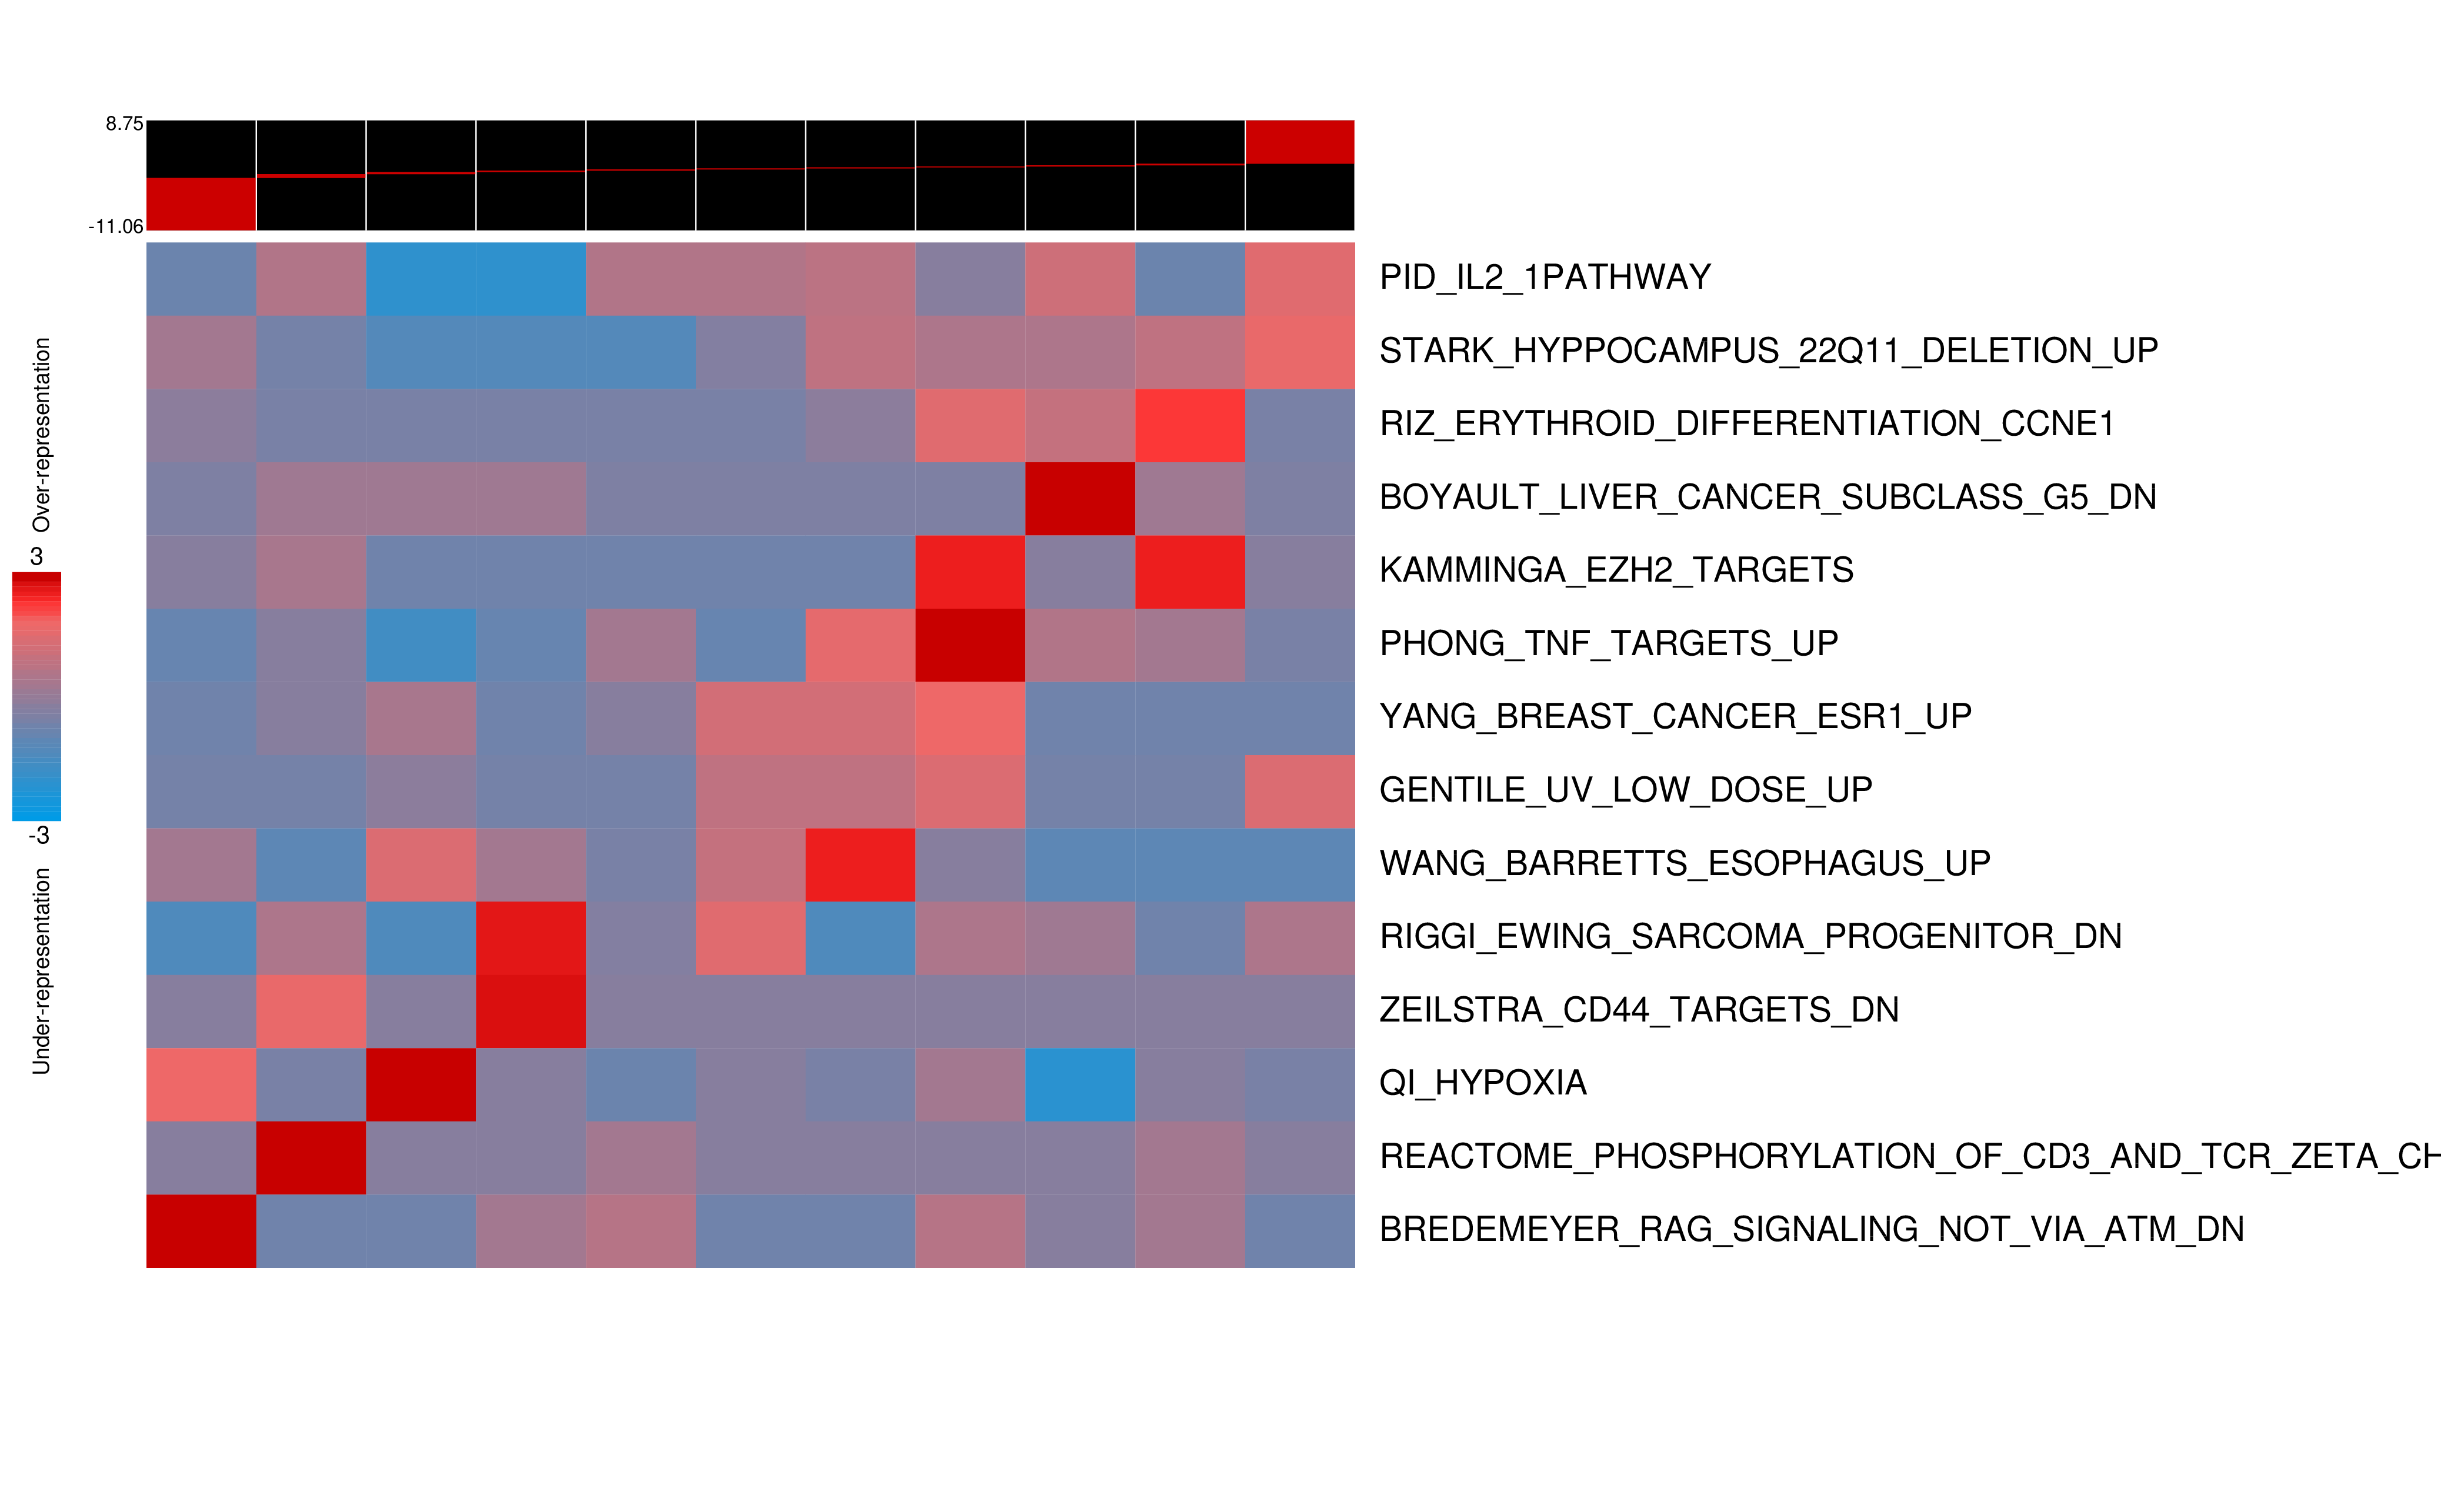 8.75
-11.06
PID_IL2_1PATHWAY
STARK_HYPPOCAMPUS_22Q11_DELETION_UP
RIZ_ERYTHROID_DIFFERENTIATION_CCNE1
BOYAULT_LIVER_CANCER_SUBCLASS_G5_DN
KAMMINGA_EZH2_TARGETS
PHONG_TNF_TARGETS_UP
YANG_BREAST_CANCER_ESR1_UP
GENTILE_UV_LOW_DOSE_UP
WANG_BARRETTS_ESOPHAGUS_UP
RIGGI_EWING_SARCOMA_PROGENITOR_DN
ZEILSTRA_CD44_TARGETS_DN
QI_HYPOXIA
REACTOME_PHOSPHORYLATION_OF_CD3_AND_TCR_ZETA_CH
BREDEMEYER_RAG_SIGNALING_NOT_VIA_ATM_DN
Over-representation
3
-3
Under-representation